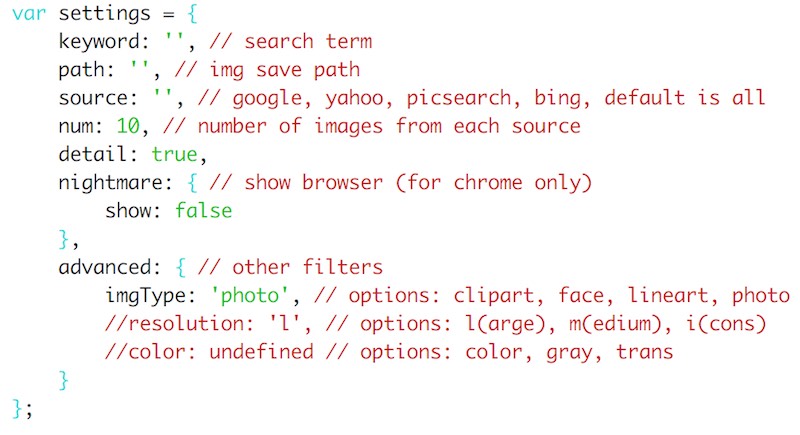 var settings = {
    keyword: '', // search term
    path: '', // img save path
    source: '', // google, yahoo, picsearch, bing, default is all
    num: 10, // number of images from each source
    detail: true,
    nightmare: { // show browser (for chrome only)
        show: false
    },
    advanced: { // other filters
        imgType: 'photo', // options: clipart, face, lineart, photo
        //resolution: 'l', // options: l(arge), m(edium), i(cons)
        //color: undefined // options: color, gray, trans
    }
};